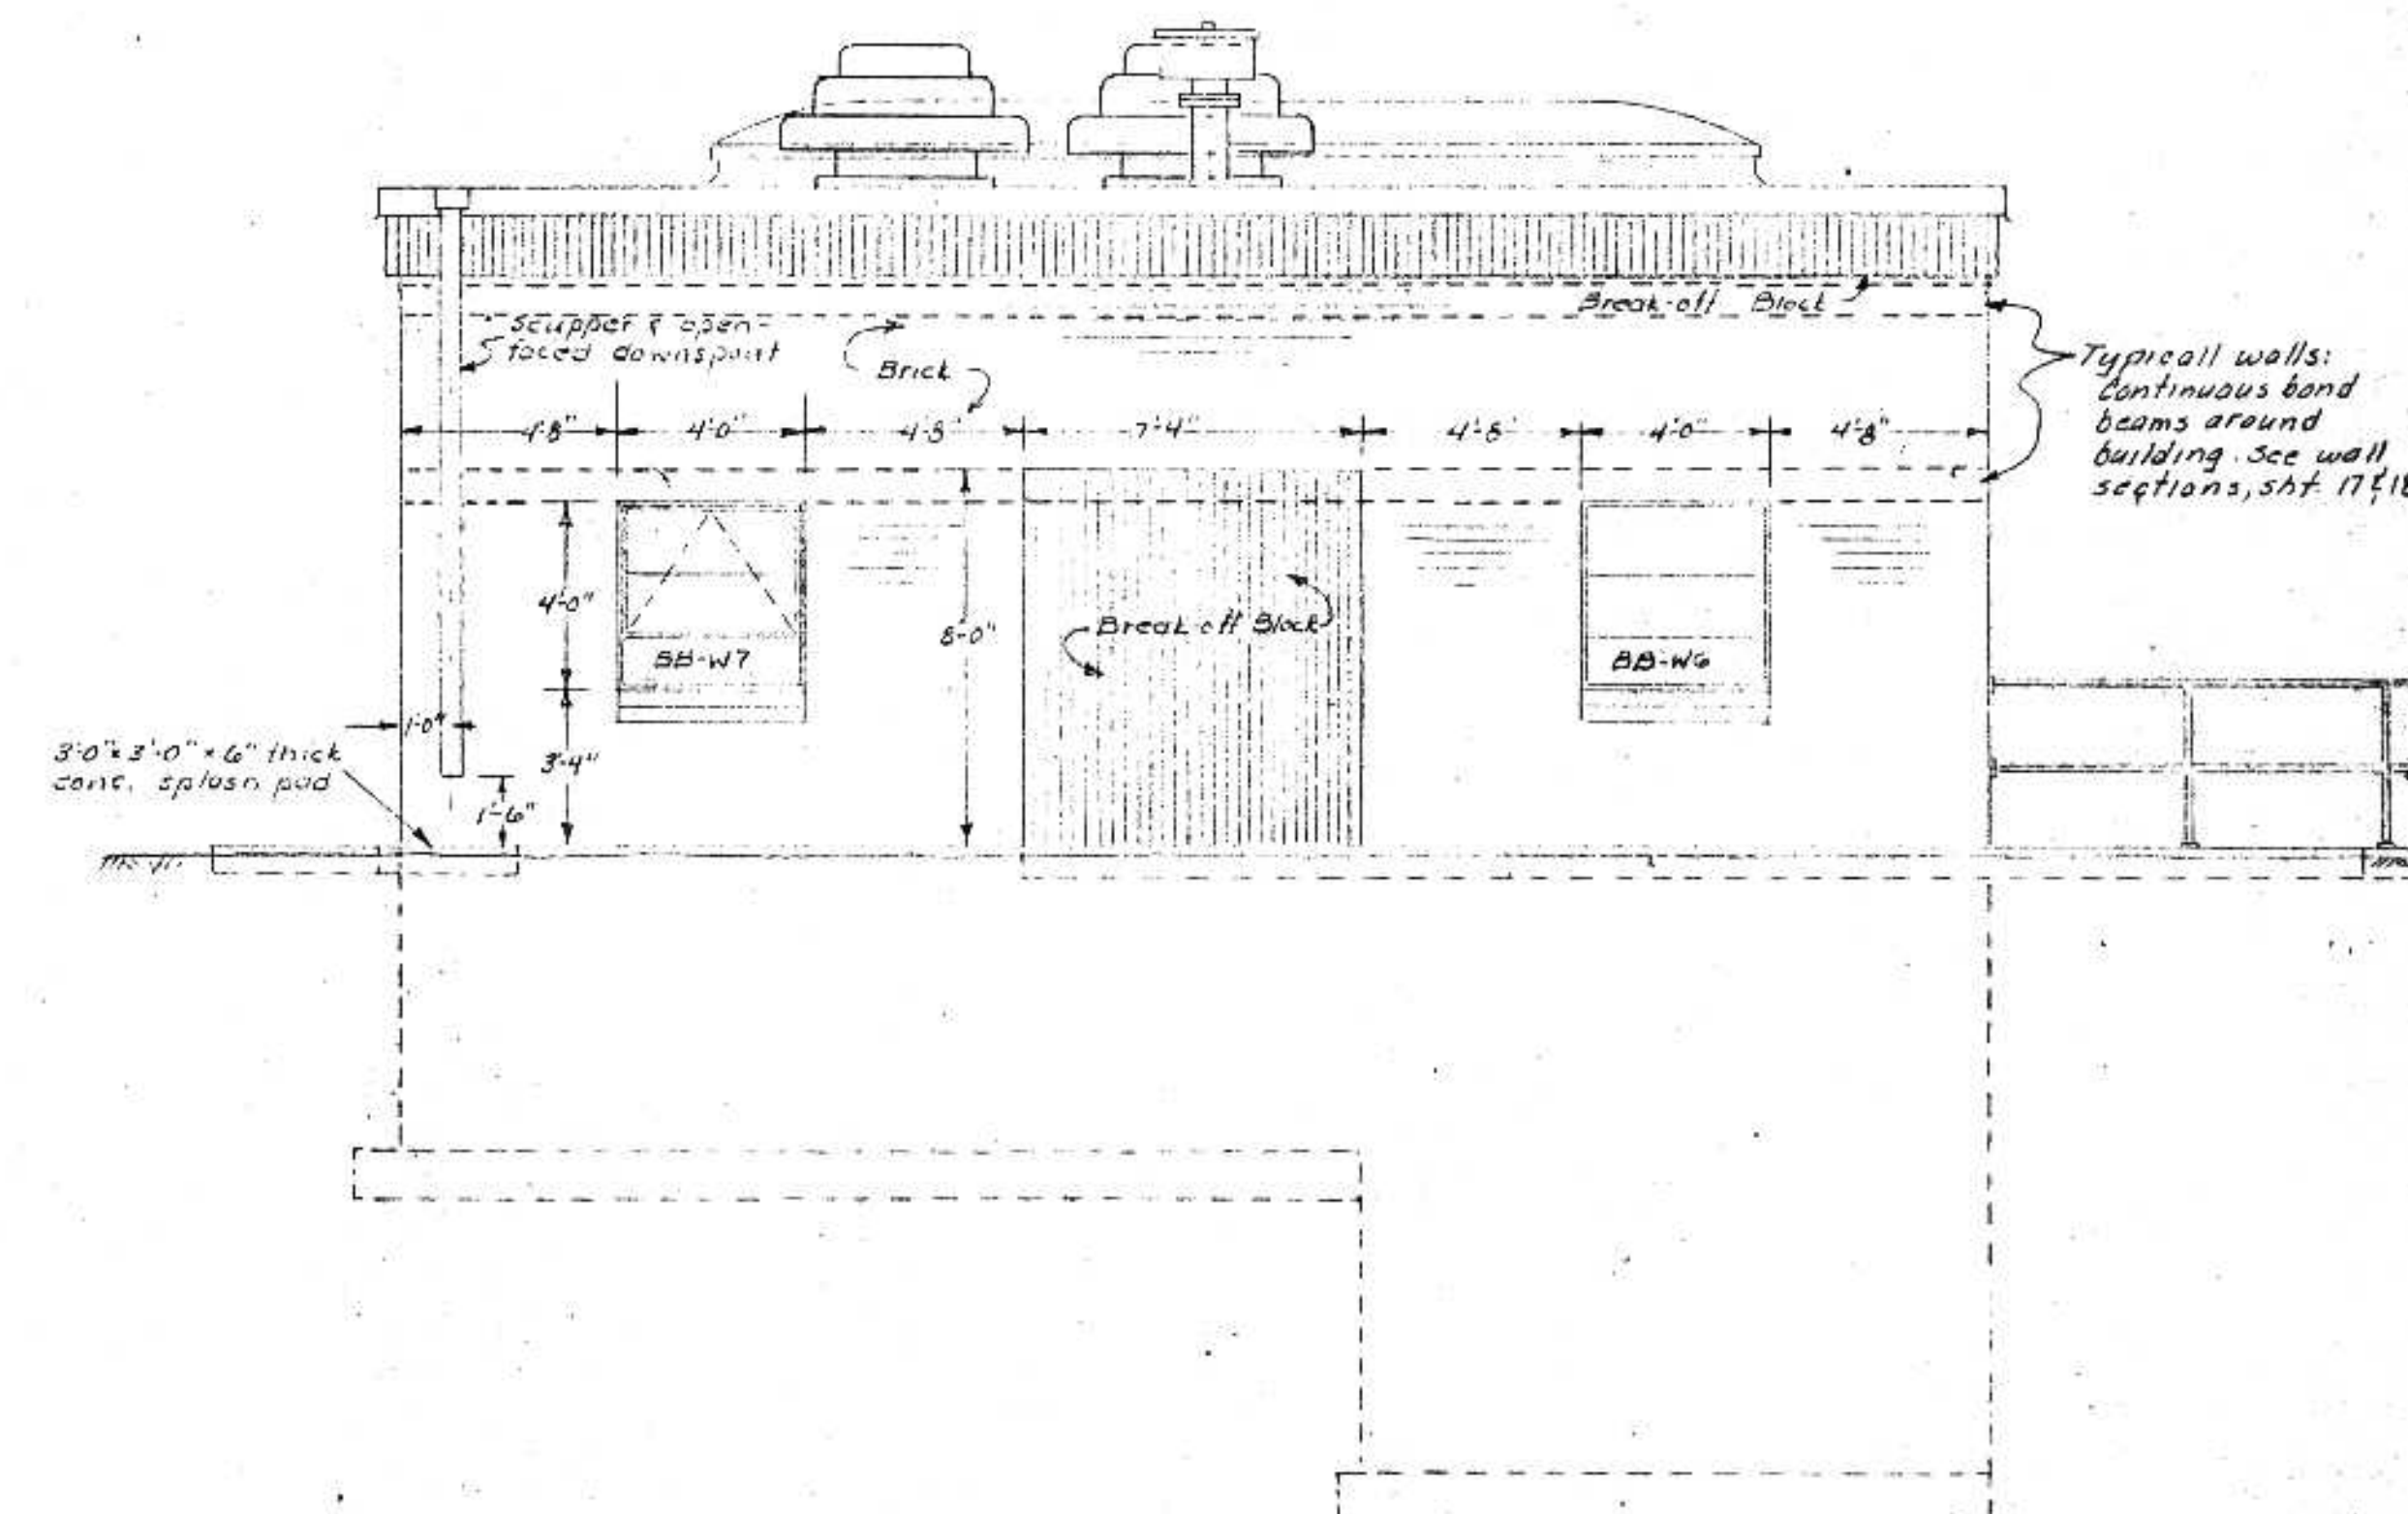 Break-off Block
Scupper & open-
faced downspout
Brick
Typicall walls:
Continuous bond
beams around
building. See wall
sections, sht. 17 & 18
4'-8"
4'-0"
4'-8"
7'-4"
4'-8"
4'-0"
4'-8"
4'-0"
8'-0"
Break off Block
BB-W7
BB-W6
1'-0"
3'-0" x 3'-0" x 6" thick
conc. splash pad
3'-4"
1'-6"